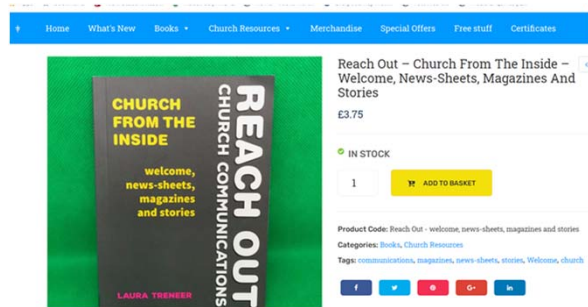 Home What's New Books Church Resources Merchandise Special Offers Free stuff Certificates
Reach Out – Church From The Inside –
Welcome, News-Sheets, Magazines And
Stories
£3.75
IN STOCK
1 ADD TO BASKET
Product Code: Reach Out - welcome, news-sheets, magazines and stories
Categories: Books, Church Resources
Tags: communications, magazines, news-sheets, stories, Welcome, church
f G+ in
CHURCH
FROM THE
INSIDE
welcome,
news-sheets,
magazines
and stories
LAURA TRENEER
REACH OUT
CHURCH COMMUNICATIONS